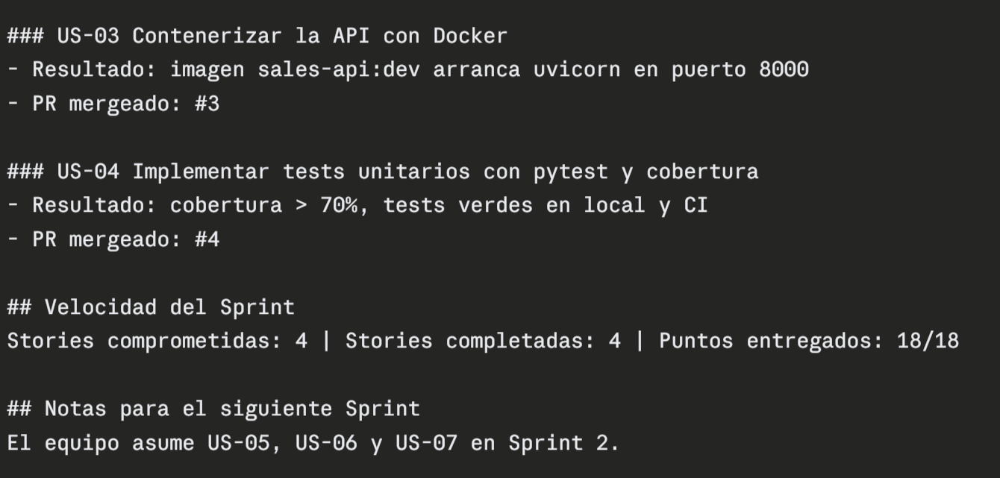 ### US-03 Contenerizar la API con Docker
- Resultado: imagen sales-api:dev arranca uvicorn en puerto 8000
- PR mergeado: #3
### US-04 Implementar tests unitarios con pytest y cobertura
- Resultado: cobertura > 70%, tests verdes en local y CI
- PR mergeado: #4
## Velocidad del Sprint
Stories comprometidas: 4 | Stories completadas: 4 | Puntos entregados: 18/18
## Notas para el siguiente Sprint
El equipo asume US-05, US-06 y US-07 en Sprint 2.